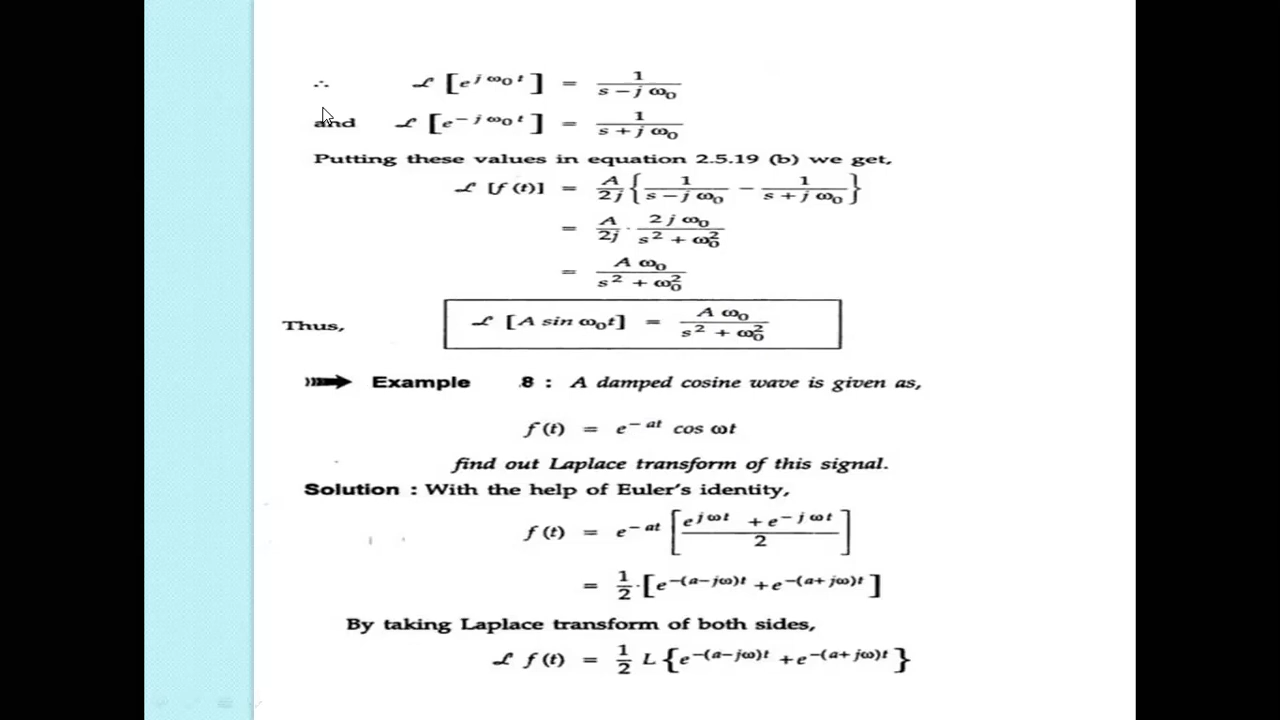 ∴ ℒ [e^{jω₀t}] = 1/(s − jω₀)
and ℒ [e^{−jω₀t}] = 1/(s + jω₀)
Putting these values in equation 2.5.19 (b) we get,
ℒ [f (t)] = A/2j {1/(s − jω₀) − 1/(s + jω₀)}
= A/2j · 2jω₀/(s² + ω₀²)
= Aω₀/(s² + ω₀²)
Thus, ℒ [A sin ω₀t] = Aω₀/(s² + ω₀²)
Example 8 : A damped cosine wave is given as,
f (t) = e^{−at} cos ωt
find out Laplace transform of this signal.
Solution : With the help of Euler's identity,
f (t) = e^{−at} [(e^{jωt} + e^{−jωt})/2]
= 1/2 · [e^{−(a−jω)t} + e^{−(a+jω)t}]
By taking Laplace transform of both sides,
ℒ f (t) = 1/2 L {e^{−(a−jω)t} + e^{−(a+jω)t}}